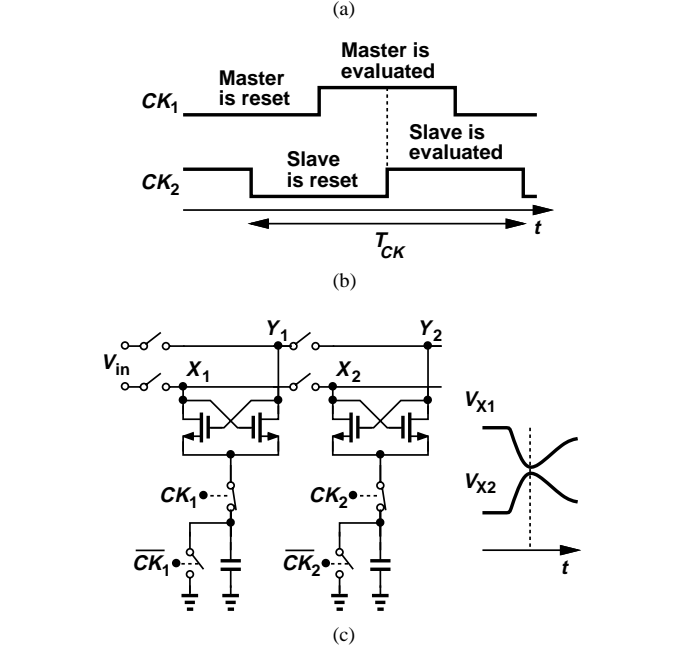 (a)
Master is
evaluated
Master
is reset
CK1
Slave is
evaluated
Slave
is reset
CK2
t
TCK
(b)
Y1
Y2
Vin
X1
X2
VX1
CK1
CK2
VX2
CK1
CK2
t
(c)